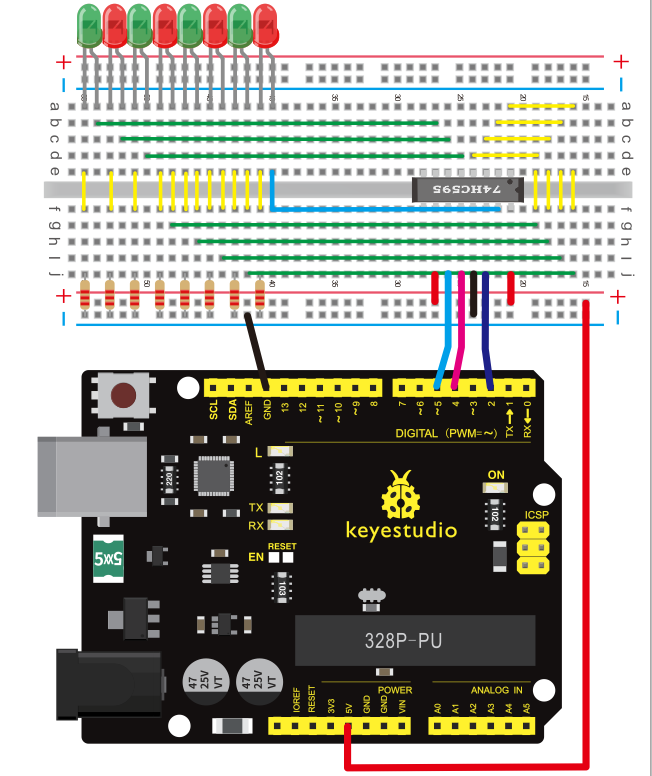 + +
− −
a a
b b
c c
d d
e e
74HC595
f f
g g
h h
i i
j j
+ +
− −
SCL
SDA
AREF
GND
13
12
~11
~10
~9
8
7
~6
~5
4
~3
2
TX→1
RX←0
DIGITAL (PWM=~)
L
220
102
TX
RX
keyestudio
ON
102
ICSP
5x5
EN
RESET
103
328P-PU
47
25V
VT
47
25V
VT
POWER
ANALOG IN
IOREF
RESET
3V3
5V
GND
GND
VIN
A0
A1
A2
A3
A4
A5